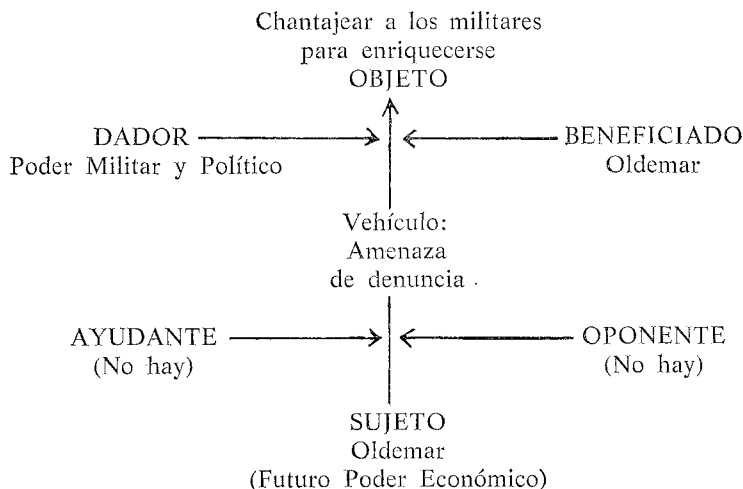 Chantajear a los militares
para enriquecerse
OBJETO
DADOR
Poder Militar y Político
BENEFICIADO
Oldemar
Vehículo:
Amenaza
de denuncia
AYUDANTE
(No hay)
OPONENTE
(No hay)
SUJETO
Oldemar
(Futuro Poder Económico)